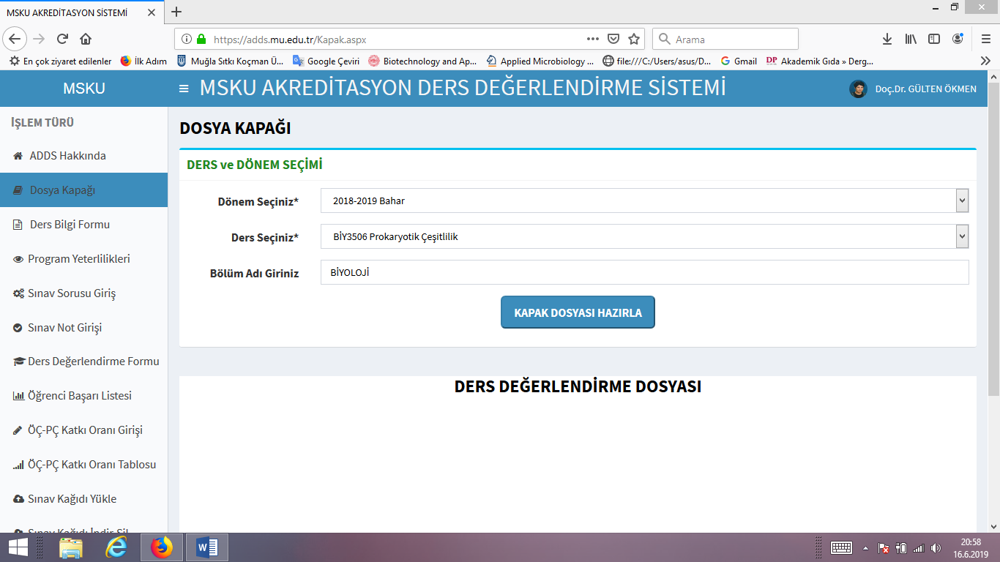 MSKU AKREDİTASYON SİSTEMİ
https://adds.mu.edu.tr/Kapak.aspx
Arama
En çok ziyaret edilenler
İlk Adım
Muğla Sıtkı Koçman Ü...
Google Çeviri
Biotechnology and Ap...
Applied Microbiology ...
file:///C:/Users/asus/D...
Gmail
DP Akademik Gıda » Derg...
MSKU
MSKU AKREDİTASYON DERS DEĞERLENDİRME SİSTEMİ
Doç.Dr. GÜLTEN ÖKMEN
İŞLEM TÜRÜ
ADDS Hakkında
Dosya Kapağı
Ders Bilgi Formu
Program Yeterlilikleri
Sınav Sorusu Giriş
Sınav Not Girişi
Ders Değerlendirme Formu
Öğrenci Başarı Listesi
ÖÇ-PÇ Katkı Oranı Girişi
ÖÇ-PÇ Katkı Oranı Tablosu
Sınav Kağıdı Yükle
Sınav Kağıdı İndir Sil
DOSYA KAPAĞI
DERS ve DÖNEM SEÇİMİ
Dönem Seçiniz*
2018-2019 Bahar
Ders Seçiniz*
BİY3506 Prokaryotik Çeşitlilik
Bölüm Adı Giriniz
BİYOLOJİ
KAPAK DOSYASI HAZIRLA
DERS DEĞERLENDİRME DOSYASI
20:58
16.6.2019